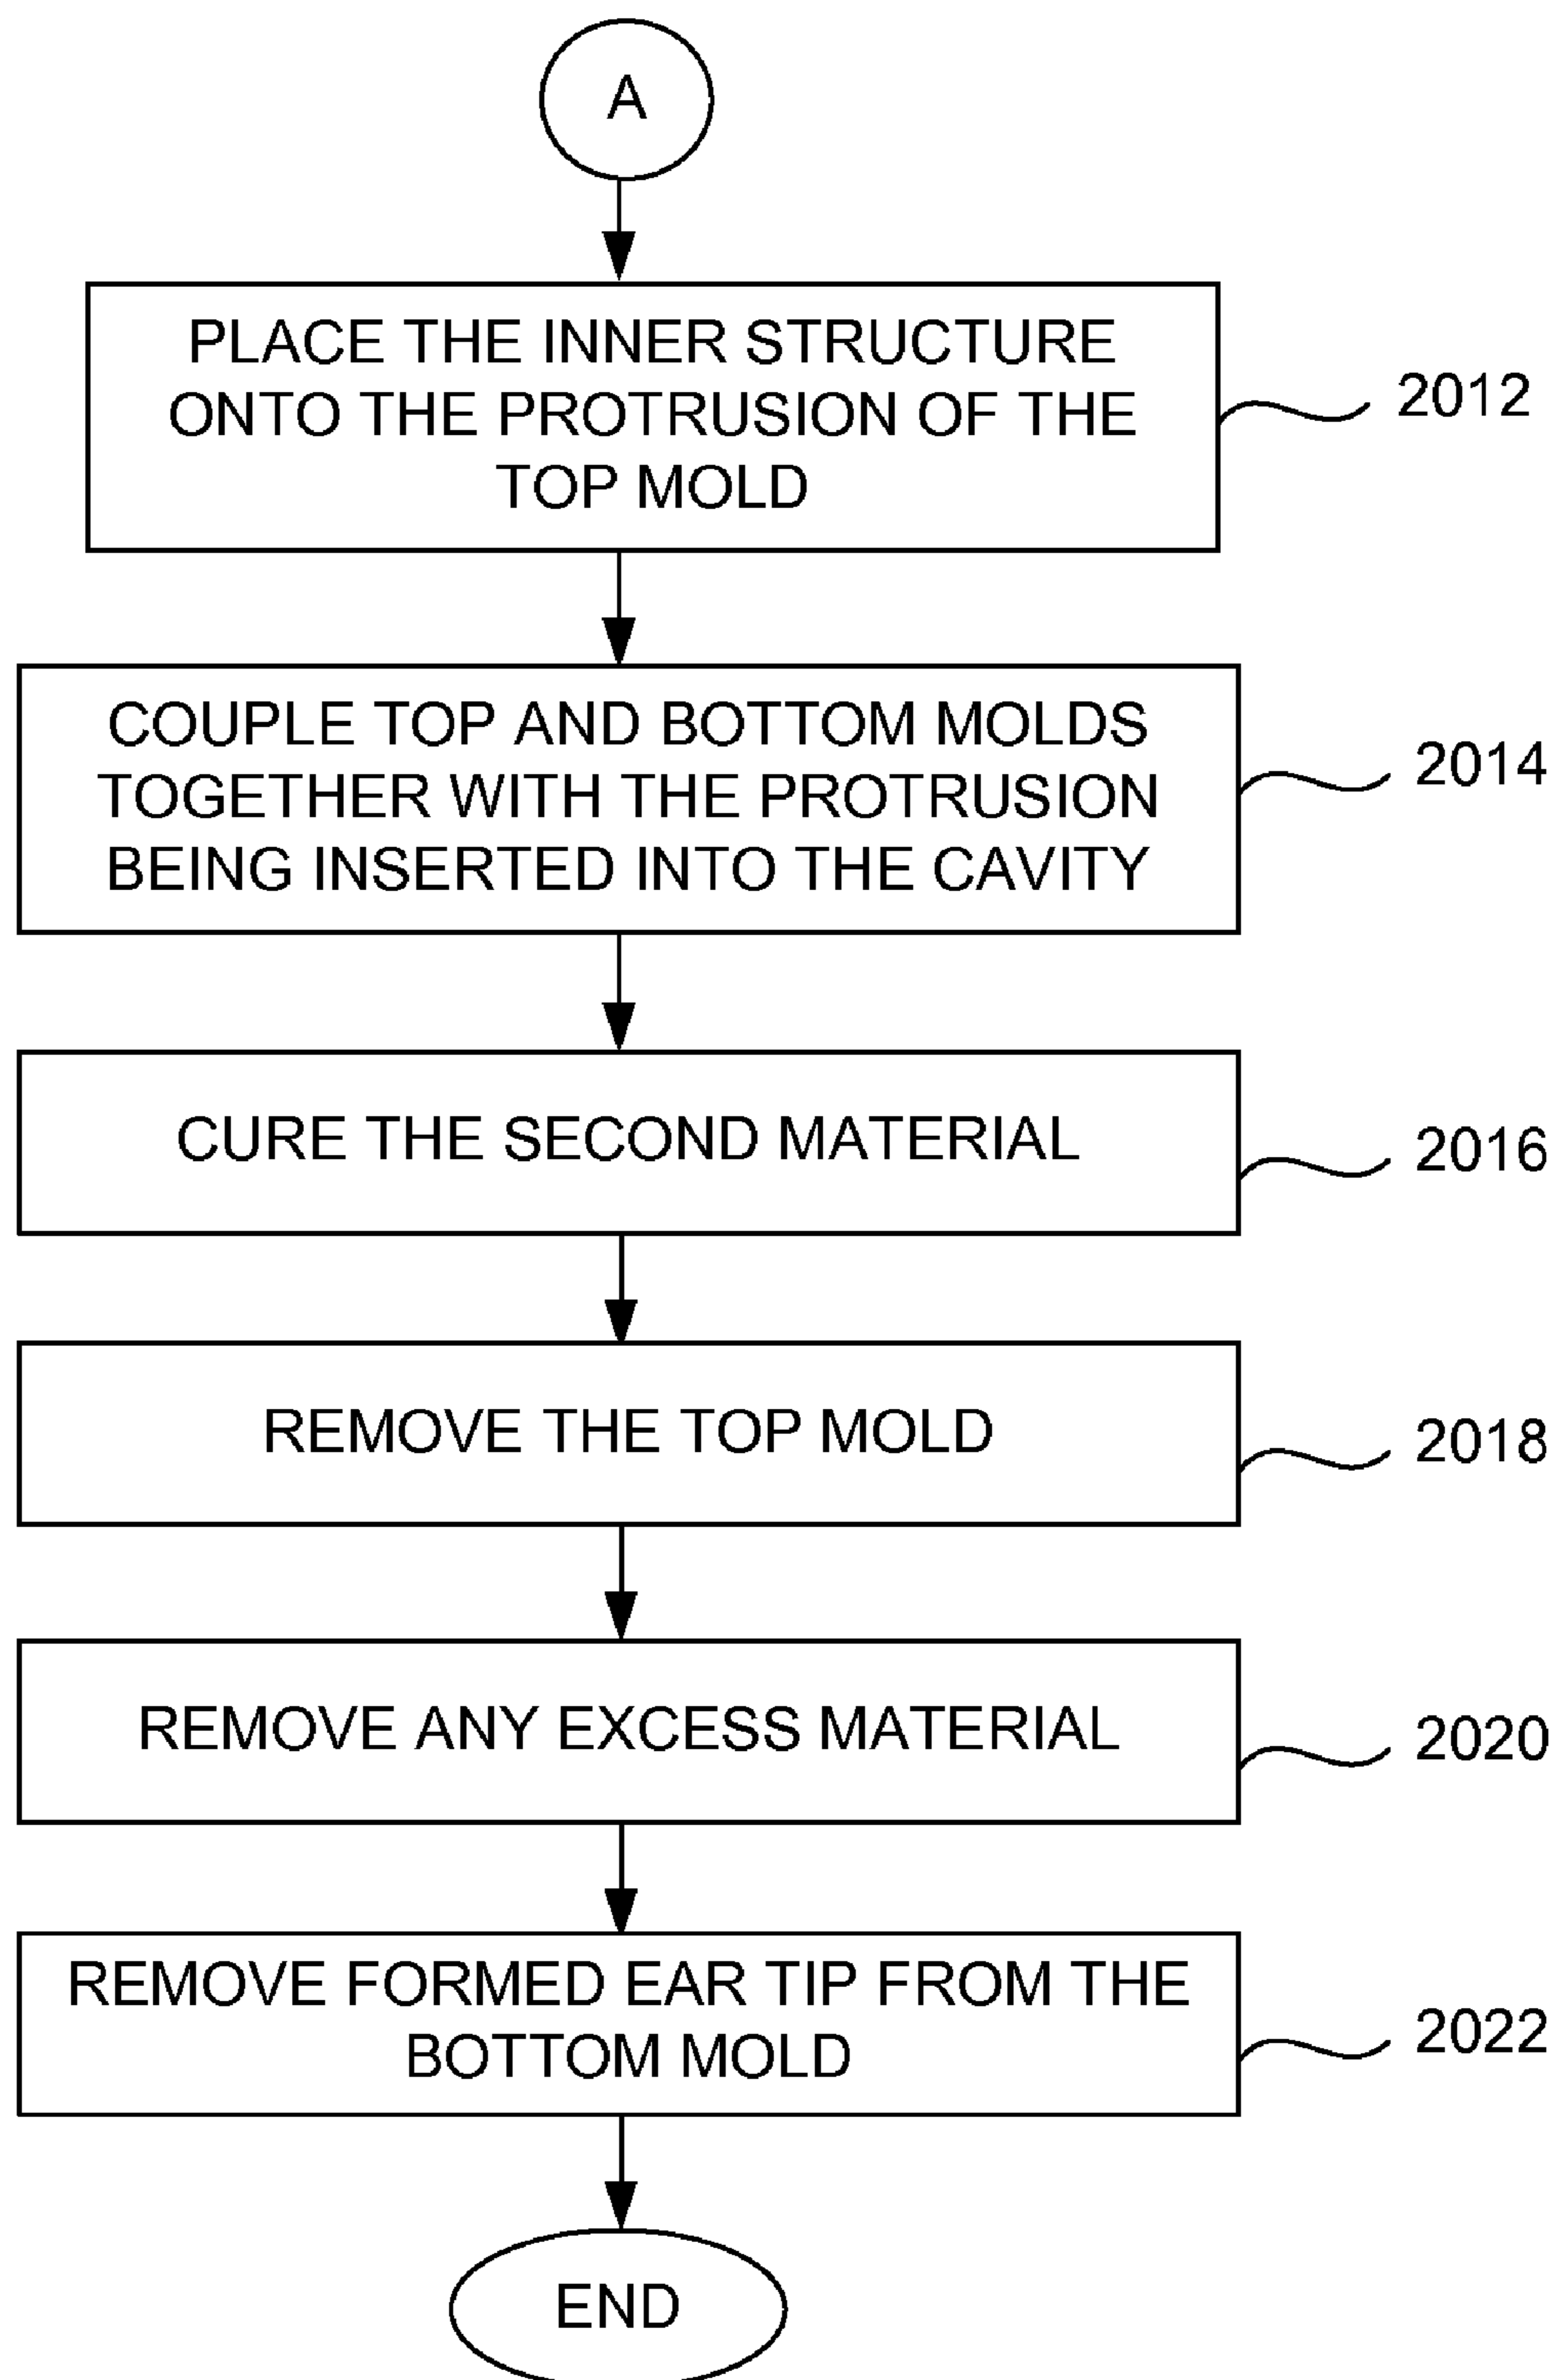 A
PLACE THE INNER STRUCTURE
ONTO THE PROTRUSION OF THE
TOP MOLD
2012
COUPLE TOP AND BOTTOM MOLDS
TOGETHER WITH THE PROTRUSION
BEING INSERTED INTO THE CAVITY
2014
CURE THE SECOND MATERIAL
2016
REMOVE THE TOP MOLD
2018
REMOVE ANY EXCESS MATERIAL
2020
REMOVE FORMED EAR TIP FROM THE
BOTTOM MOLD
2022
END